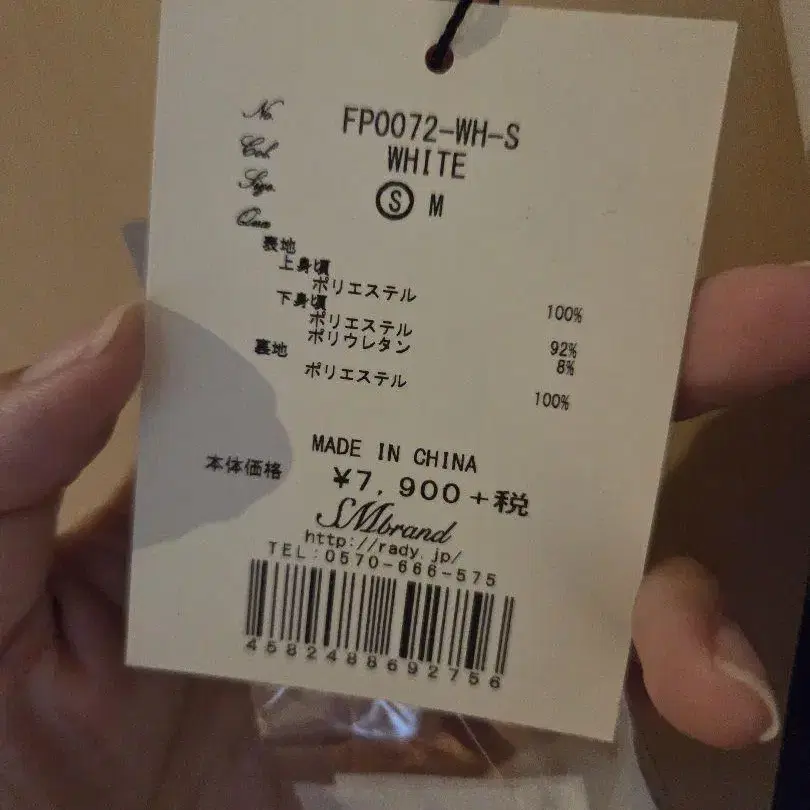 No. FP0072-WH-S
Col. WHITE
Size. S M
Qua.
表地
上身頃
ポリエステル 100%
下身頃
ポリエステル 92%
ポリウレタン 8%
裏地
ポリエステル 100%
MADE IN CHINA
本体価格 ¥7,900+税
SMbrand
http://rady.jp/
TEL:0570-666-575
4582488692756